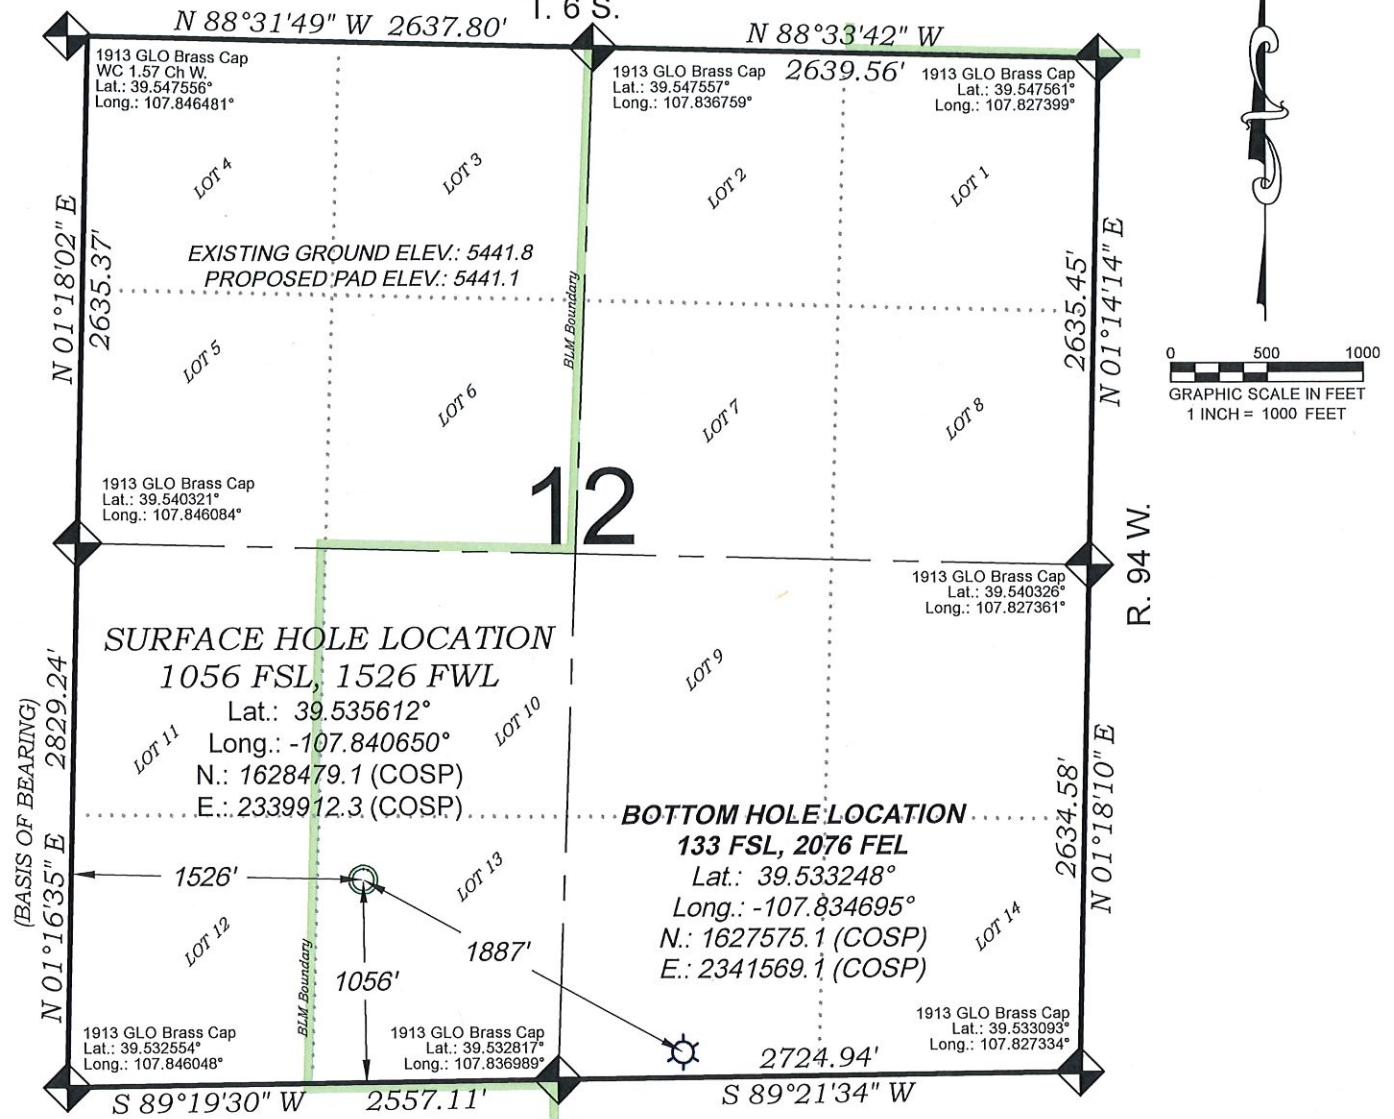 T. 6 S.
N 88°31'49" W 2637.80'
N 88°33'42" W
2639.56'
1913 GLO Brass Cap
WC 1.57 Ch W.
Lat.: 39.547556°
Long.: 107.846481°
1913 GLO Brass Cap
Lat.: 39.547557°
Long.: 107.836759°
1913 GLO Brass Cap
Lat.: 39.547561°
Long.: 107.827399°
LOT 4
LOT 3
LOT 2
LOT 1
N 01°18'02" E
2635.37'
EXISTING GROUND ELEV.: 5441.8
PROPOSED PAD ELEV.: 5441.1
BLM Boundary
2635.45'
N 01°14'14" E
0 500 1000
GRAPHIC SCALE IN FEET
1 INCH = 1000 FEET
LOT 5
LOT 6
LOT 7
LOT 8
1913 GLO Brass Cap
Lat.: 39.540321°
Long.: 107.846084°
12
R. 94 W.
1913 GLO Brass Cap
Lat.: 39.540326°
Long.: 107.827361°
SURFACE HOLE LOCATION
1056 FSL, 1526 FWL
Lat.: 39.535612°
Long.: -107.840650°
N.: 1628479.1 (COSP)
E.: 2339912.3 (COSP)
LOT 11
LOT 10
LOT 9
(BASIS OF BEARING)
N 01°16'35" E 2829.24'
BOTTOM HOLE LOCATION
133 FSL, 2076 FEL
Lat.: 39.533248°
Long.: -107.834695°
N.: 1627575.1 (COSP)
E.: 2341569.1 (COSP)
2634.58'
N 01°18'10" E
1526'
LOT 13
LOT 12
LOT 14
1887'
1056'
BLM Boundary
1913 GLO Brass Cap
Lat.: 39.532554°
Long.: 107.846048°
1913 GLO Brass Cap
Lat.: 39.532817°
Long.: 107.836989°
1913 GLO Brass Cap
Lat.: 39.533093°
Long.: 107.827334°
S 89°19'30" W 2557.11'
2724.94'
S 89°21'34" W